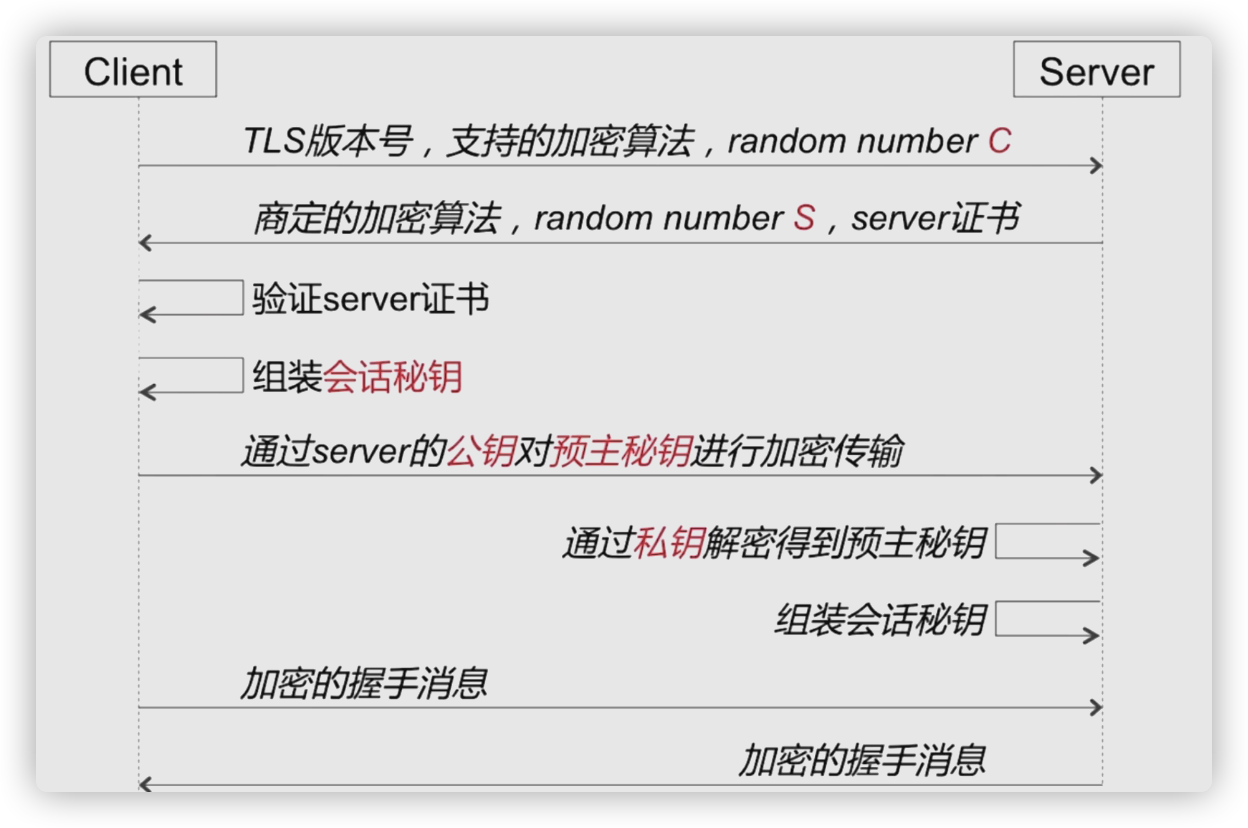 Client
Server
TLS版本号，支持的加密算法，random number C
商定的加密算法，random number S，server证书
验证server证书
组装会话秘钥
通过server的公钥对预主秘钥进行加密传输
通过私钥解密得到预主秘钥
组装会话秘钥
加密的握手消息
加密的握手消息